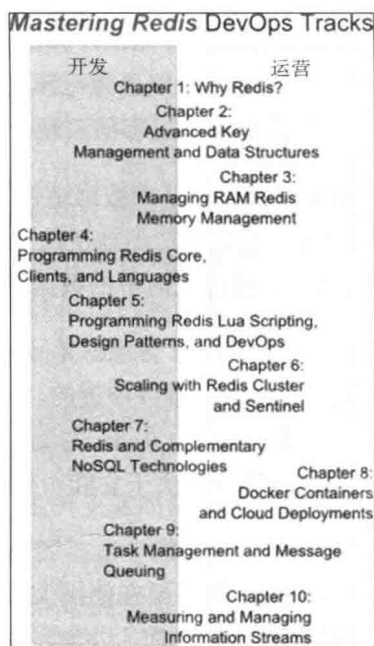 Mastering Redis DevOps Tracks
开发 运营
Chapter 1: Why Redis?
Chapter 2:
Advanced Key
Management and Data Structures
Chapter 3:
Managing RAM Redis
Memory Management
Chapter 4:
Programming Redis Core,
Clients, and Languages
Chapter 5:
Programming Redis Lua Scripting,
Design Patterns, and DevOps
Chapter 6:
Scaling with Redis Cluster
and Sentinel
Chapter 7:
Redis and Complementary
NoSQL Technologies
Chapter 8:
Docker Containers
and Cloud Deployments
Chapter 9:
Task Management and Message
Queuing
Chapter 10:
Measuring and Managing
Information Streams